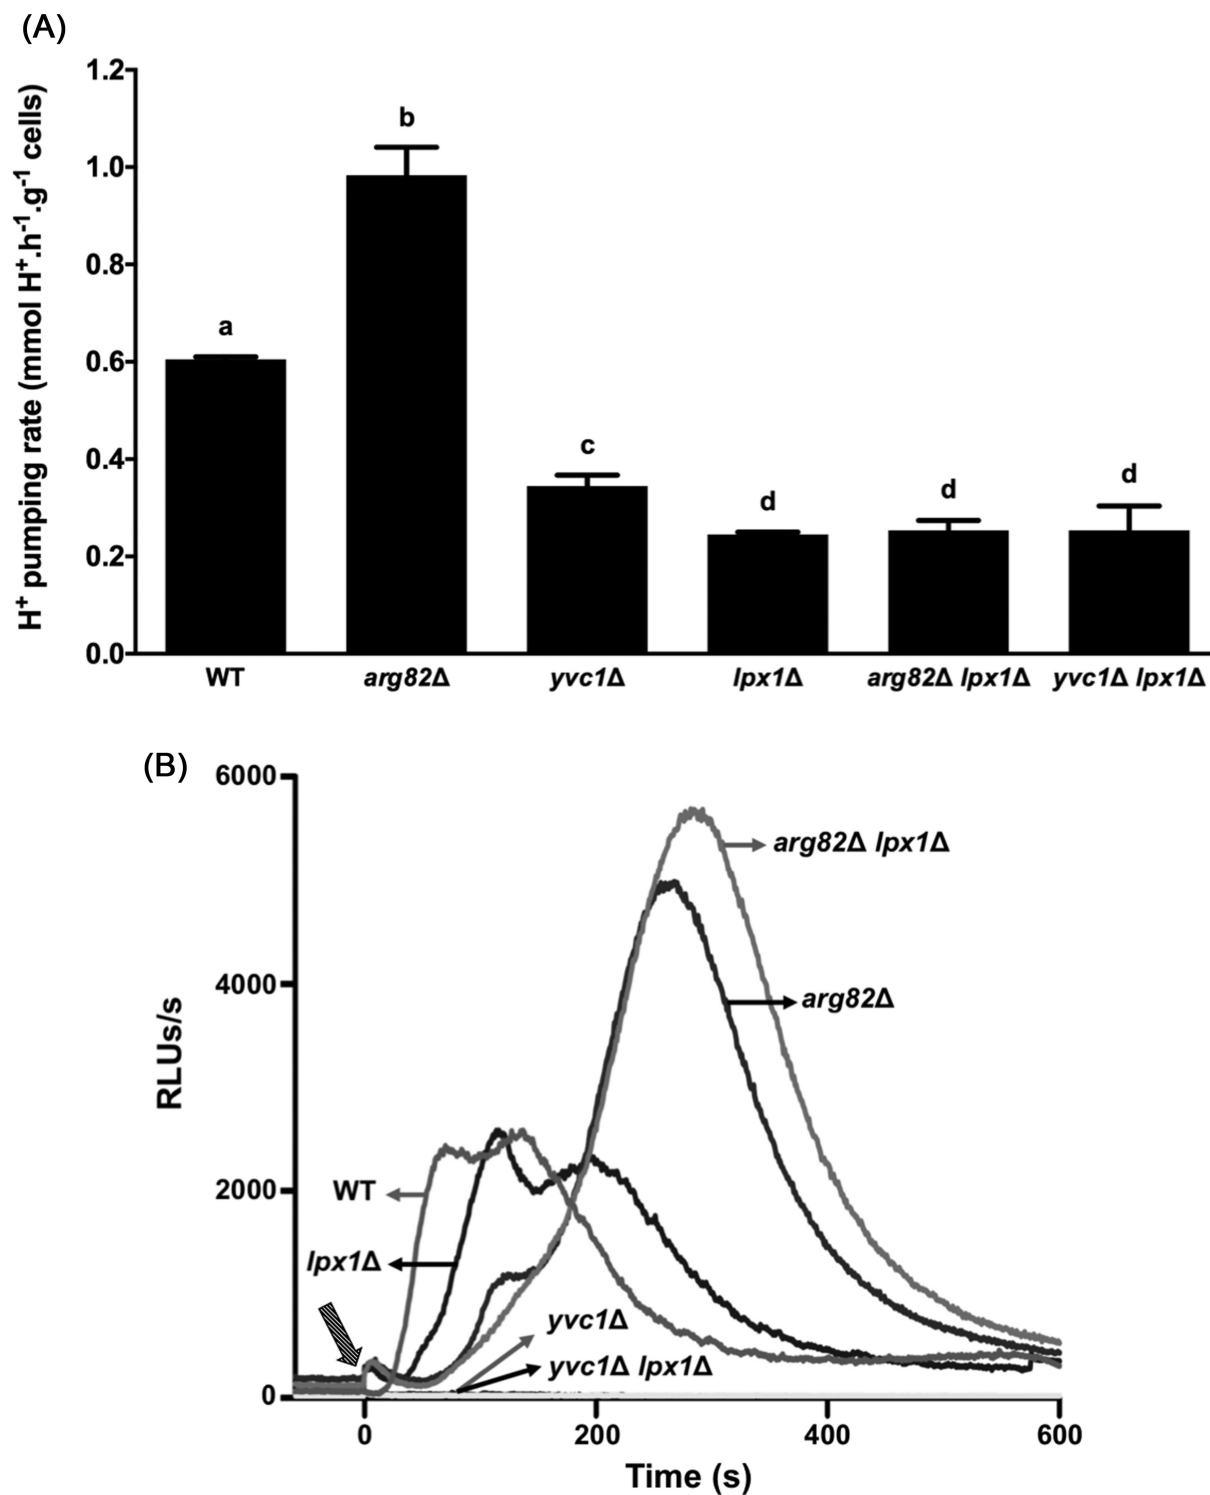 (A)
H⁺ pumping rate (mmol H⁺.h⁻¹.g⁻¹ cells)
1.2
1.0
0.8
0.6
0.4
0.2
0.0
a
b
c
d
d
d
WT
arg82Δ
yvc1Δ
lpx1Δ
arg82Δ lpx1Δ
yvc1Δ lpx1Δ
(B)
RLUs/s
6000
4000
2000
0
arg82Δ lpx1Δ
arg82Δ
WT
lpx1Δ
yvc1Δ
yvc1Δ lpx1Δ
0
200
400
600
Time (s)